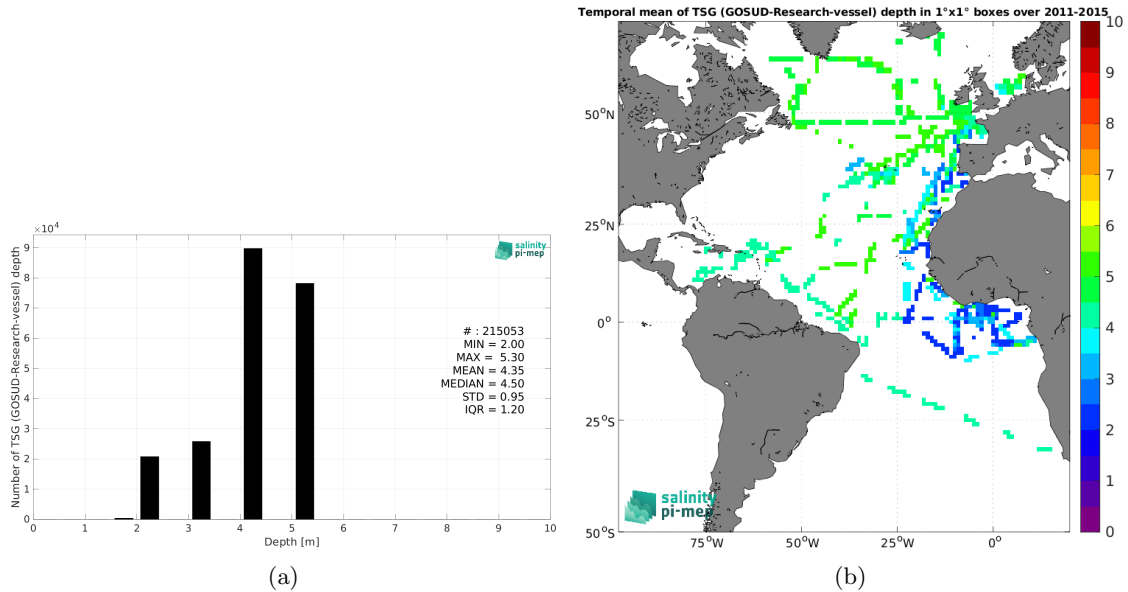 ×10⁴
9
8
7
6
5
4
3
2
1
0
Number of TSG (GOSUD-Research-vessel) depth
0 1 2 3 4 5 6 7 8 9 10
Depth [m]
salinity
pi-mep
# : 215053
MIN = 2.00
MAX = 5.30
MEAN = 4.35
MEDIAN = 4.50
STD = 0.95
IQR = 1.20
(a)
Temporal mean of TSG (GOSUD-Research-vessel) depth in 1°x1° boxes over 2011-2015
50°N
25°N
0°
25°S
50°S
75°W 50°W 25°W 0°
salinity
pi-mep
10
9
8
7
6
5
4
3
2
1
0
(b)